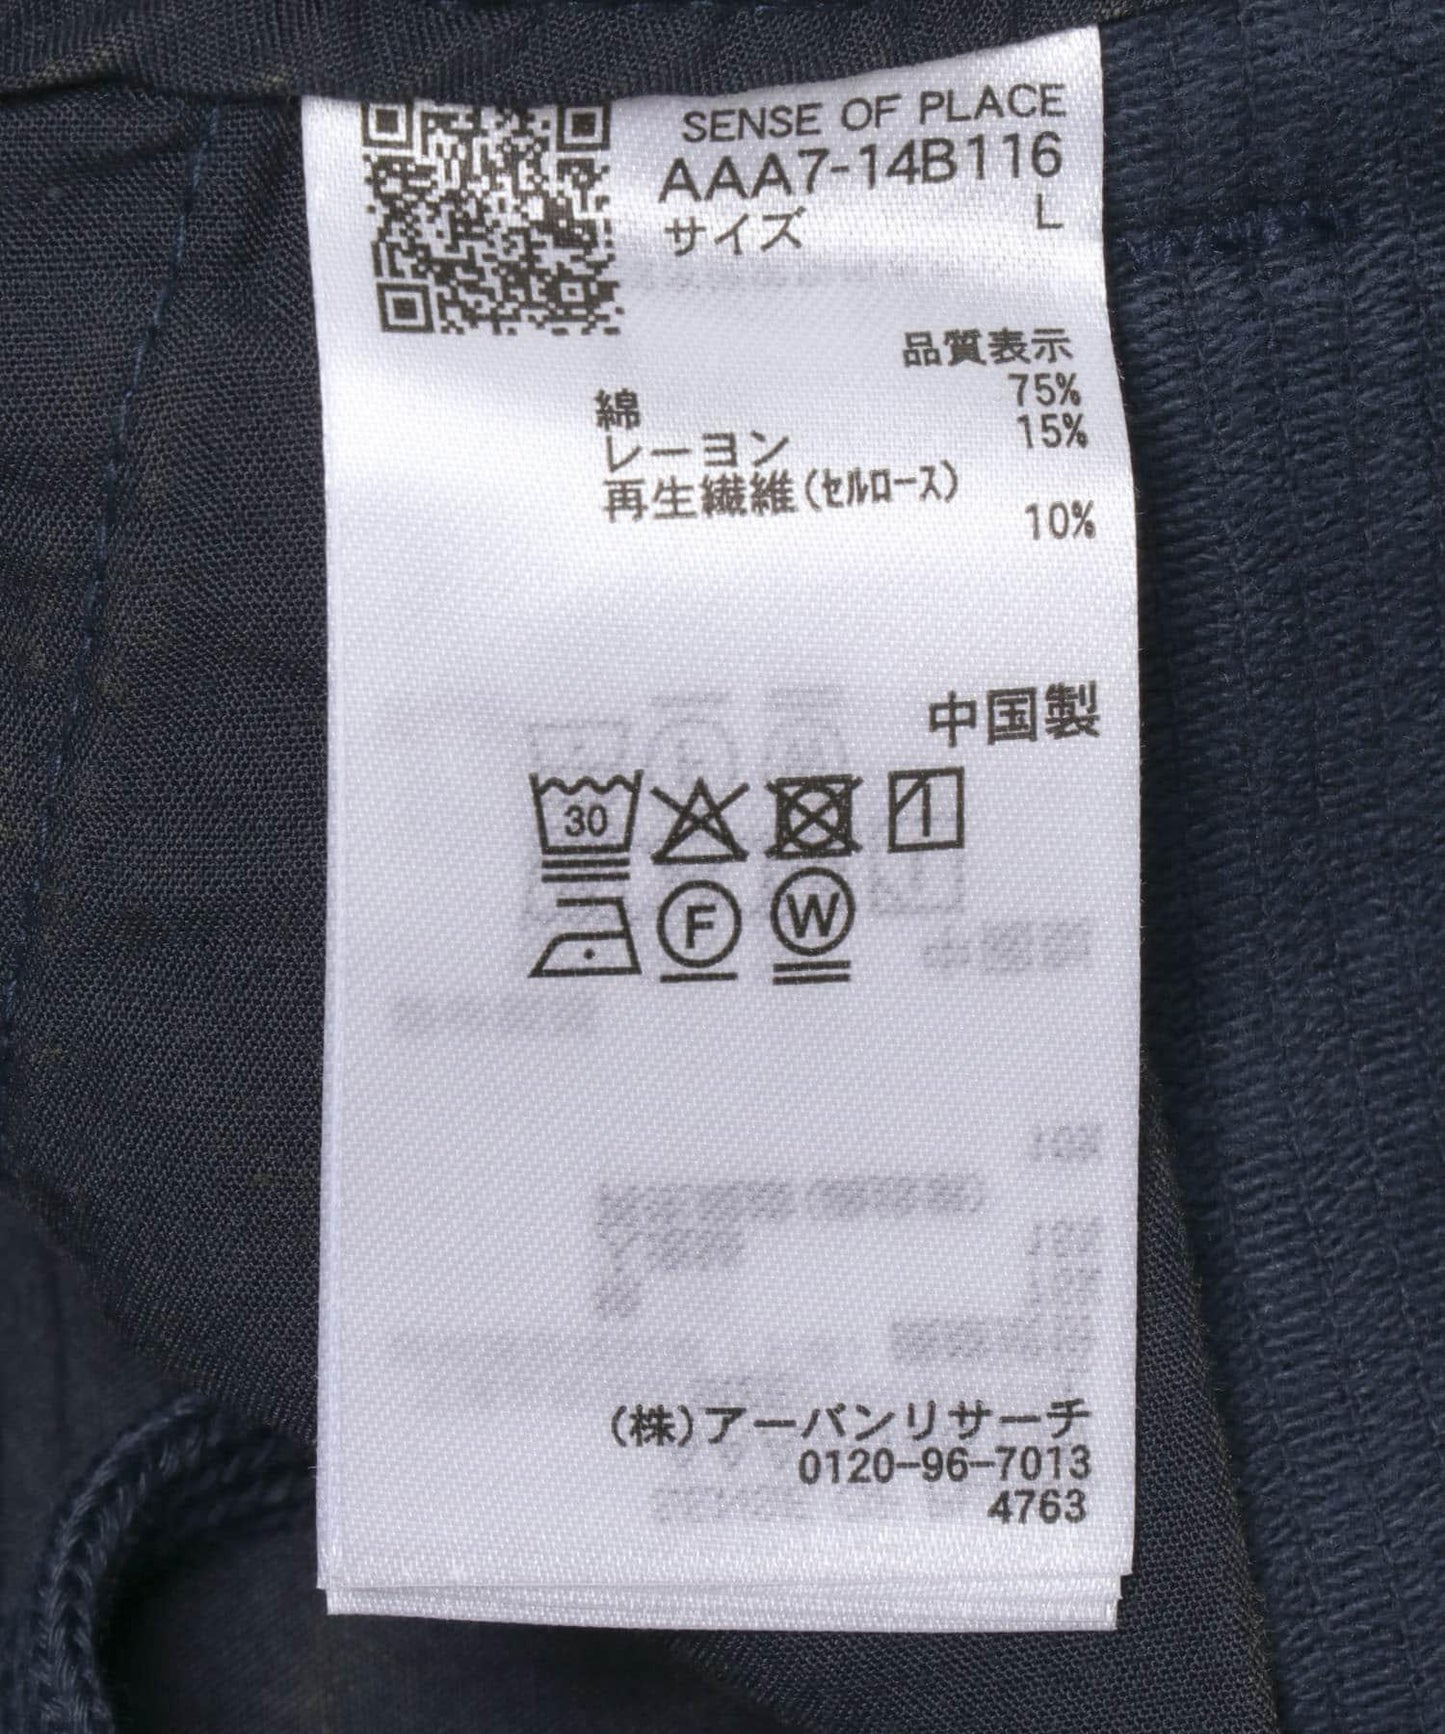 SENSE OF PLACE
AAA7-14B116
サイズ L
品質表示
綿 75%
レーヨン 15%
再生繊維(セルロース)
10%
中国製
30
F W
(株)アーバンリサーチ
0120-96-7013
4763